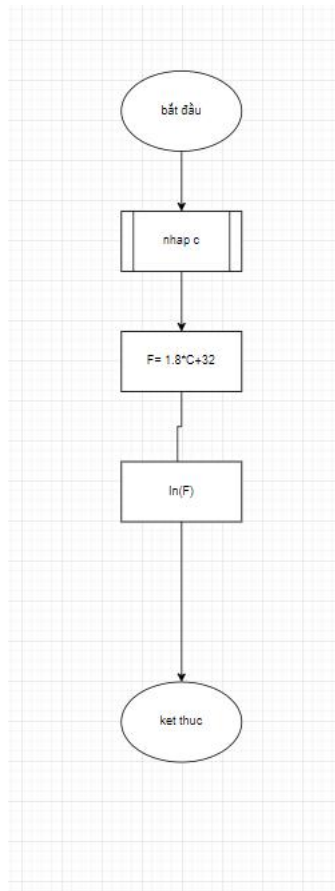 bắt đầu
nhap c
F= 1.8*C+32
In(F)
ket thuc